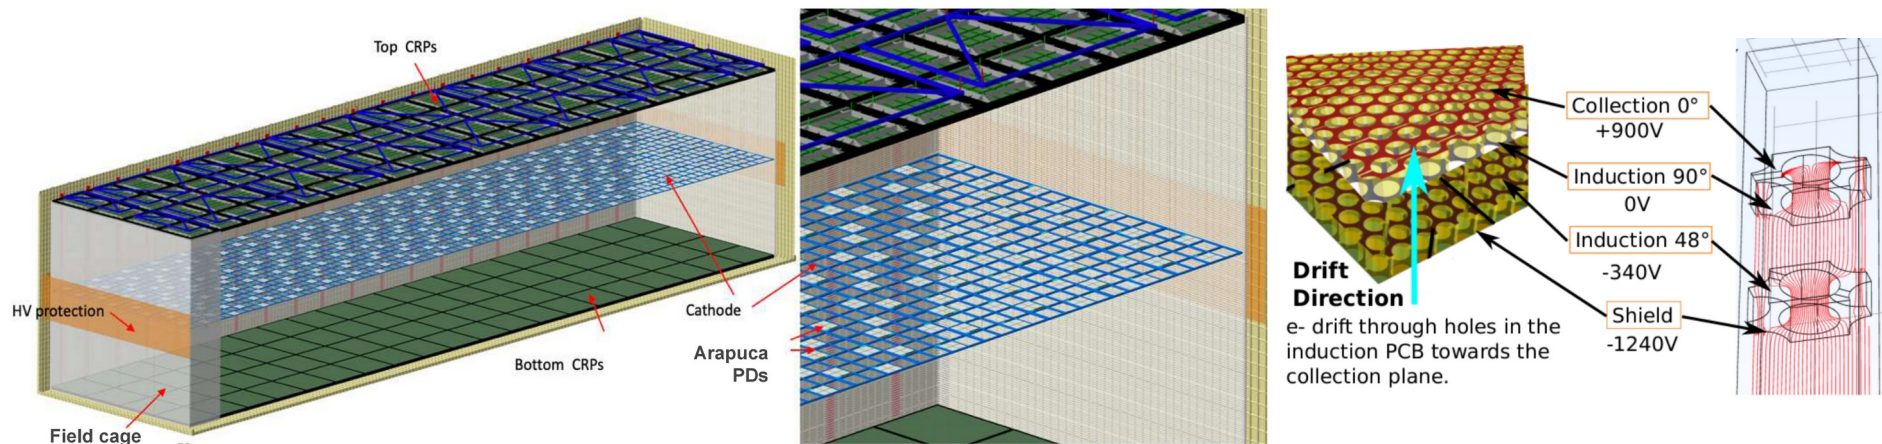 Top CRPs
HV protection
Field cage
Bottom CRPs
Cathode
Arapuca
PDs
Drift
Direction
e- drift through holes in the
induction PCB towards the
collection plane.
Collection 0°
+900V
Induction 90°
0V
Induction 48°
-340V
Shield
-1240V